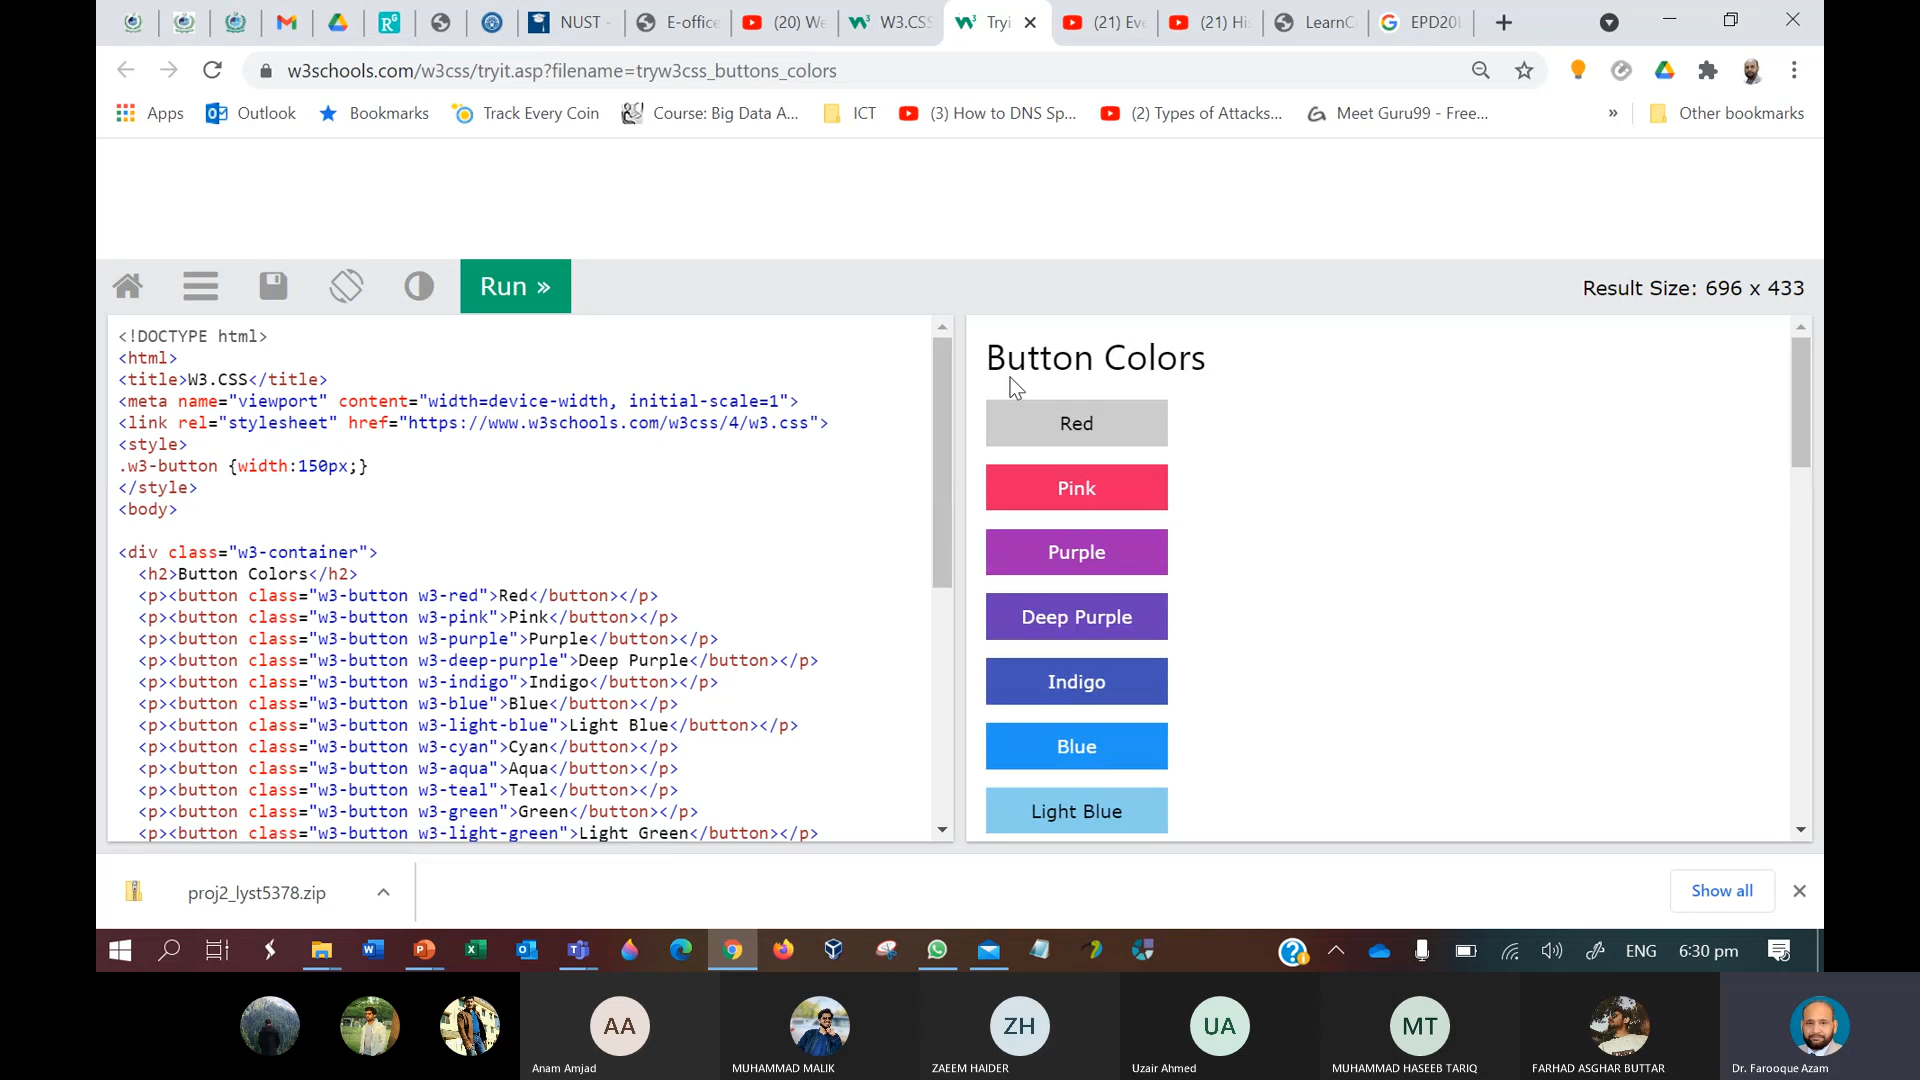 NUST -
E-office
(20) We
W3.CSS
Tryi
(21) Eve
(21) His
LearnC
EPD20
w3schools.com/w3css/tryit.asp?filename=tryw3css_buttons_colors
Apps
Outlook
Bookmarks
Track Every Coin
Course: Big Data A...
ICT
(3) How to DNS Sp...
(2) Types of Attacks...
Meet Guru99 - Free...
»
Other bookmarks
Run »
Result Size: 696 x 433
<!DOCTYPE html>
<html>
<title>W3.CSS</title>
<meta name="viewport" content="width=device-width, initial-scale=1">
<link rel="stylesheet" href="https://www.w3schools.com/w3css/4/w3.css">
<style>
.w3-button {width:150px;}
</style>
<body>
<div class="w3-container">
<h2>Button Colors</h2>
<p><button class="w3-button w3-red">Red</button></p>
<p><button class="w3-button w3-pink">Pink</button></p>
<p><button class="w3-button w3-purple">Purple</button></p>
<p><button class="w3-button w3-deep-purple">Deep Purple</button></p>
<p><button class="w3-button w3-indigo">Indigo</button></p>
<p><button class="w3-button w3-blue">Blue</button></p>
<p><button class="w3-button w3-light-blue">Light Blue</button></p>
<p><button class="w3-button w3-cyan">Cyan</button></p>
<p><button class="w3-button w3-aqua">Aqua</button></p>
<p><button class="w3-button w3-teal">Teal</button></p>
<p><button class="w3-button w3-green">Green</button></p>
<p><button class="w3-button w3-light-green">Light Green</button></p>
Button Colors
Red
Pink
Purple
Deep Purple
Indigo
Blue
Light Blue
proj2_lyst5378.zip
Show all
ENG
6:30 pm
AA
ZH
UA
MT
Anam Amjad
MUHAMMAD MALIK
ZAEEM HAIDER
Uzair Ahmed
MUHAMMAD HASEEB TARIQ
FARHAD ASGHAR BUTTAR
Dr. Farooque Azam